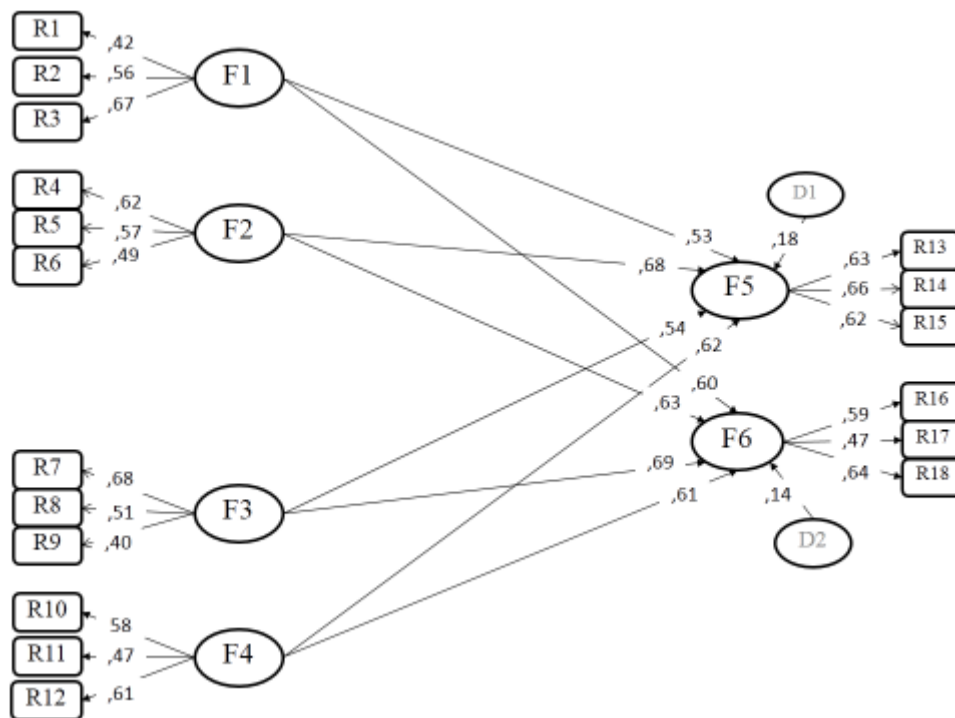 R1
,42
R2
,56
F1
R3
,67
R4
,62
R5
,57
F2
R6
,49
D1
,53
,18
,68
F5
,63
R13
,66
R14
,62
R15
,54
,62
,60
,63
F6
,59
R16
,47
R17
,64
R18
,69
,61
,14
D2
R7
,68
R8
,51
F3
R9
,40
R10
58
R11
,47
F4
R12
,61